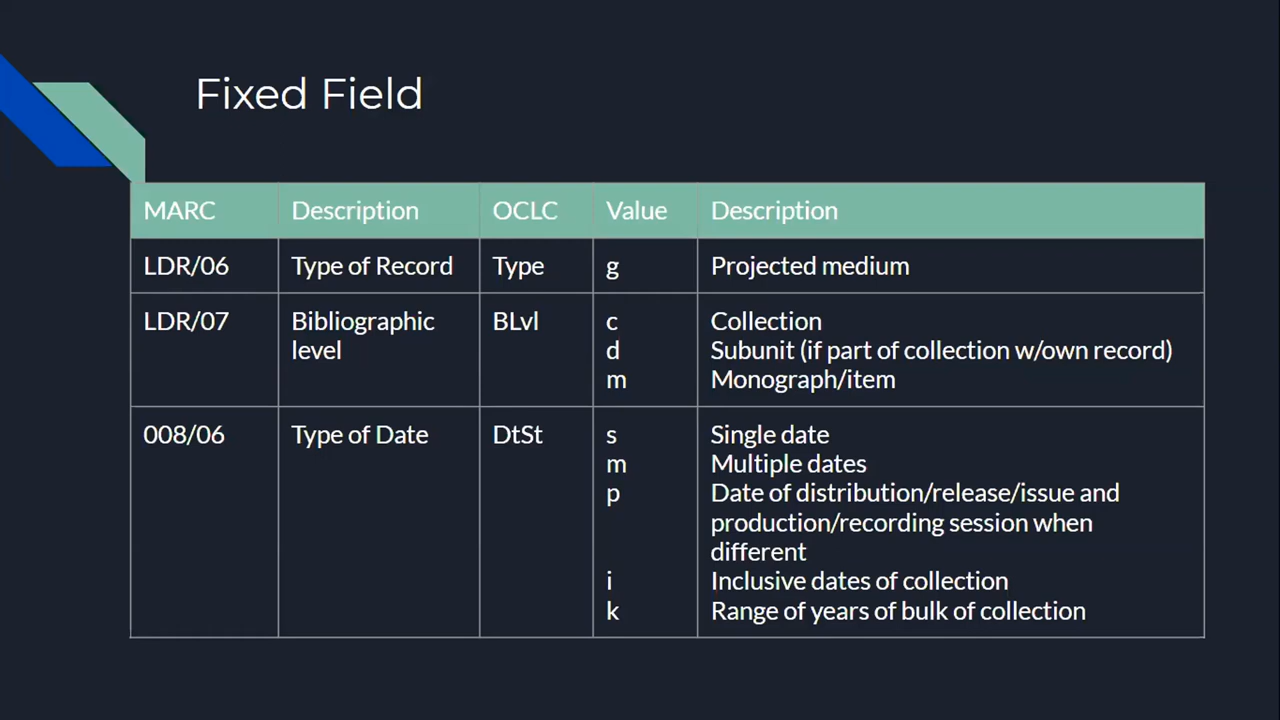 Fixed Field
MARC Description OCLC Value Description
LDR/06 Type of Record Type g Projected medium
LDR/07 Bibliographic BLvl c Collection
level d Subunit (if part of collection w/own record)
m Monograph/item
008/06 Type of Date DtSt s Single date
m Multiple dates
p Date of distribution/release/issue and
production/recording session when
different
i Inclusive dates of collection
k Range of years of bulk of collection